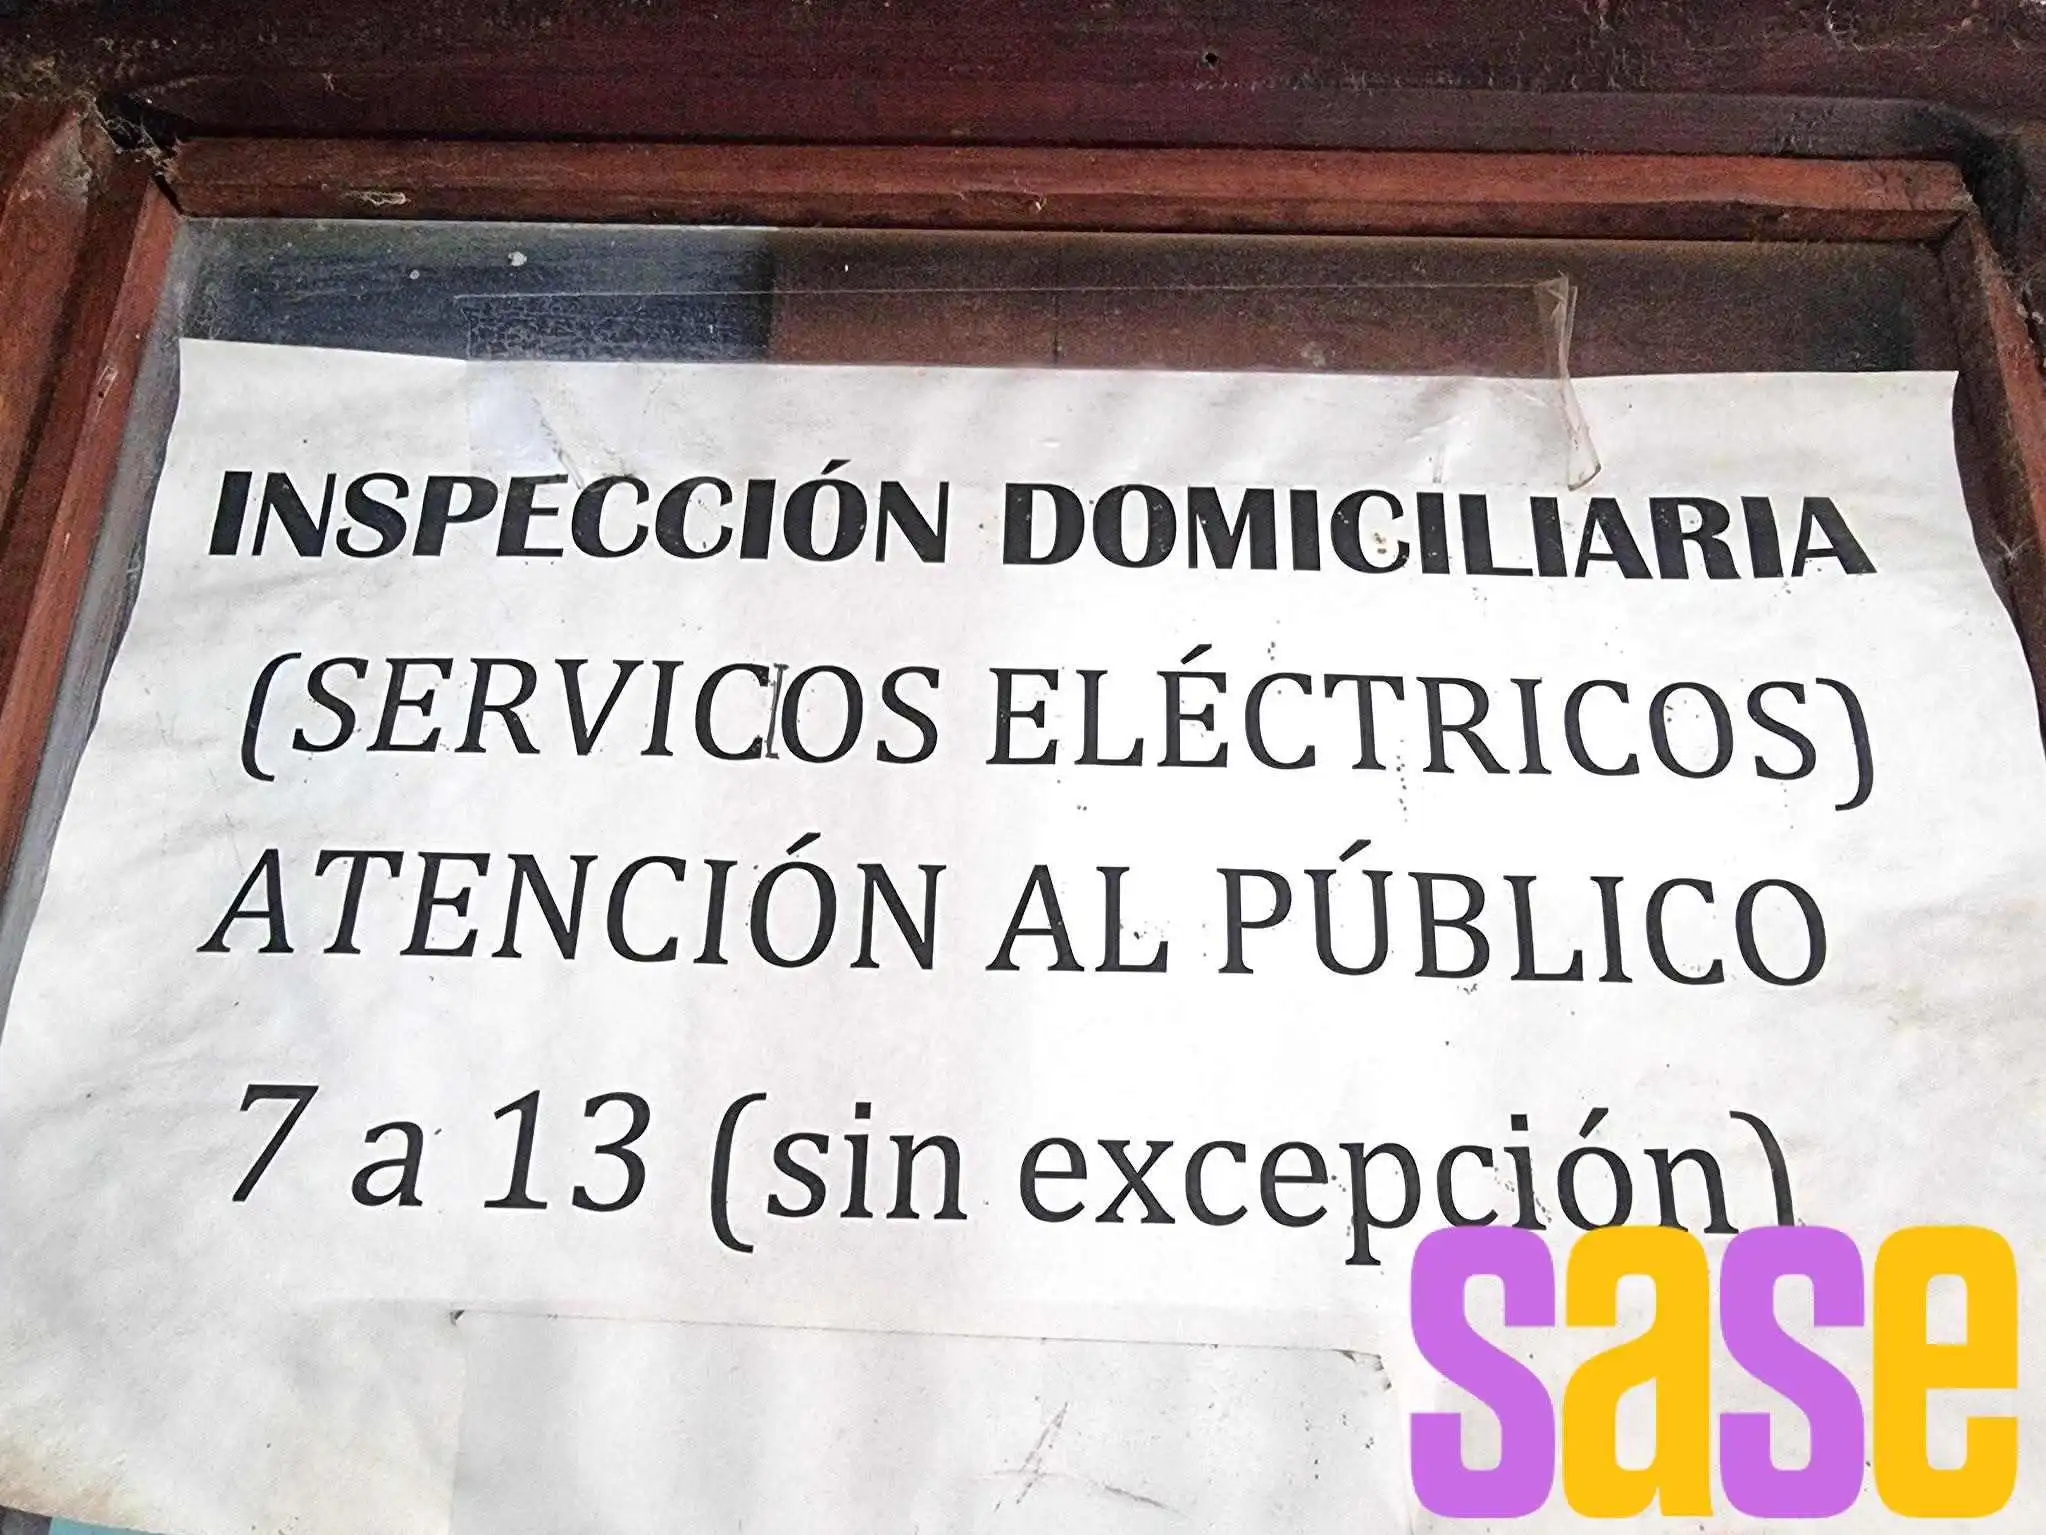 INSPECCIÓN DOMICILIARIA
(SERVICIOS ELÉCTRICOS)
ATENCIÓN AL PÚBLICO
7 a 13 (sin excepción)
sase